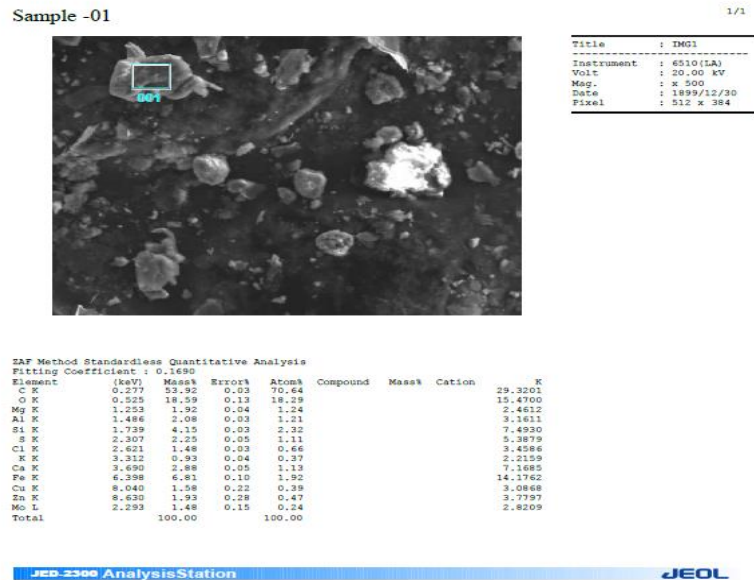 Sample -01
1/1
Title : IMG1
Instrument : 6510(LA)
Volt : 20.00 kV
Mag. : x 500
Date : 1899/12/30
Pixel : 512 x 384
001
ZAF Method Standardless Quantitative Analysis
Fitting Coefficient : 0.1690
Element (keV) Mass% Error% Atom% Compound Mass% Cation K
C K 0.277 53.92 0.03 70.64 29.3201
O K 0.525 18.59 0.13 18.29 15.4700
Mg K 1.253 1.92 0.04 1.24 2.4612
Al K 1.486 2.08 0.03 1.21 3.1611
Si K 1.739 4.15 0.03 2.32 7.4930
S K 2.307 2.25 0.05 1.11 5.3879
Cl K 2.621 1.48 0.03 0.66 3.4586
K K 3.312 0.93 0.04 0.37 2.2159
Ca K 3.690 2.88 0.05 1.13 7.1685
Fe K 6.398 6.81 0.10 1.92 14.1762
Cu K 8.040 1.58 0.22 0.39 3.0868
Zn K 8.630 1.93 0.28 0.47 3.7797
Mo L 2.293 1.48 0.15 0.24 2.8209
Total 100.00 100.00
JED-2300 AnalysisStation
JEOL